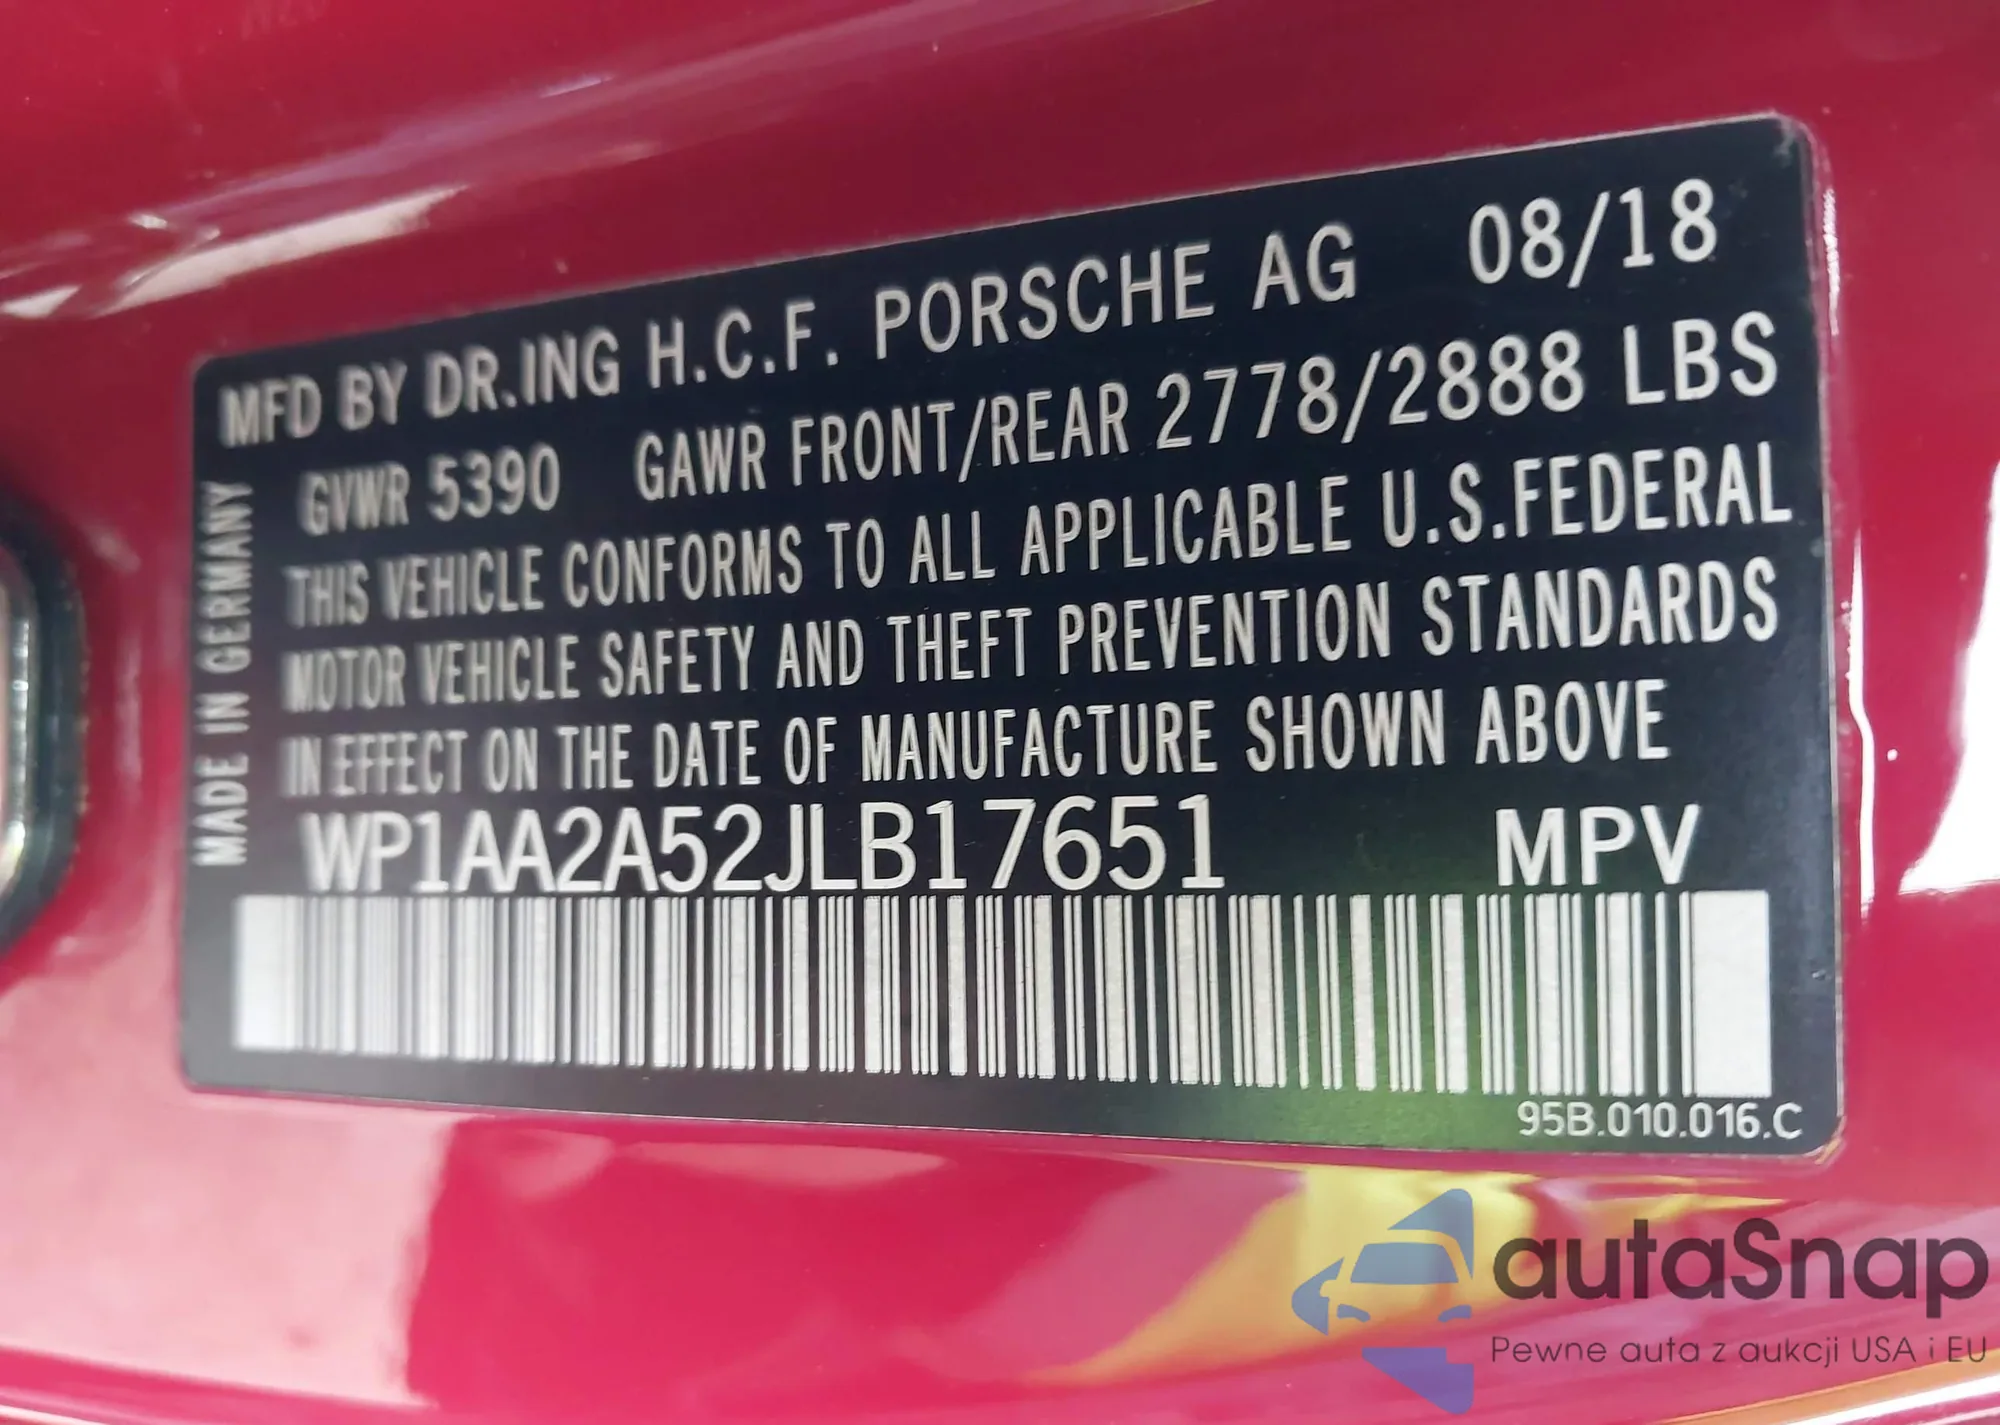 MFD BY DR.ING H.C.F. PORSCHE AG 08/18
GVWR 5390 GAWR FRONT/REAR 2778/2888 LBS
THIS VEHICLE CONFORMS TO ALL APPLICABLE U.S.FEDERAL
MOTOR VEHICLE SAFETY AND THEFT PREVENTION STANDARDS
IN EFFECT ON THE DATE OF MANUFACTURE SHOWN ABOVE
WP1AA2A52JLB17651 MPV
MADE IN GERMANY
95B.010.016.C
autaSnap
Pewne auta z aukcji USA i EU